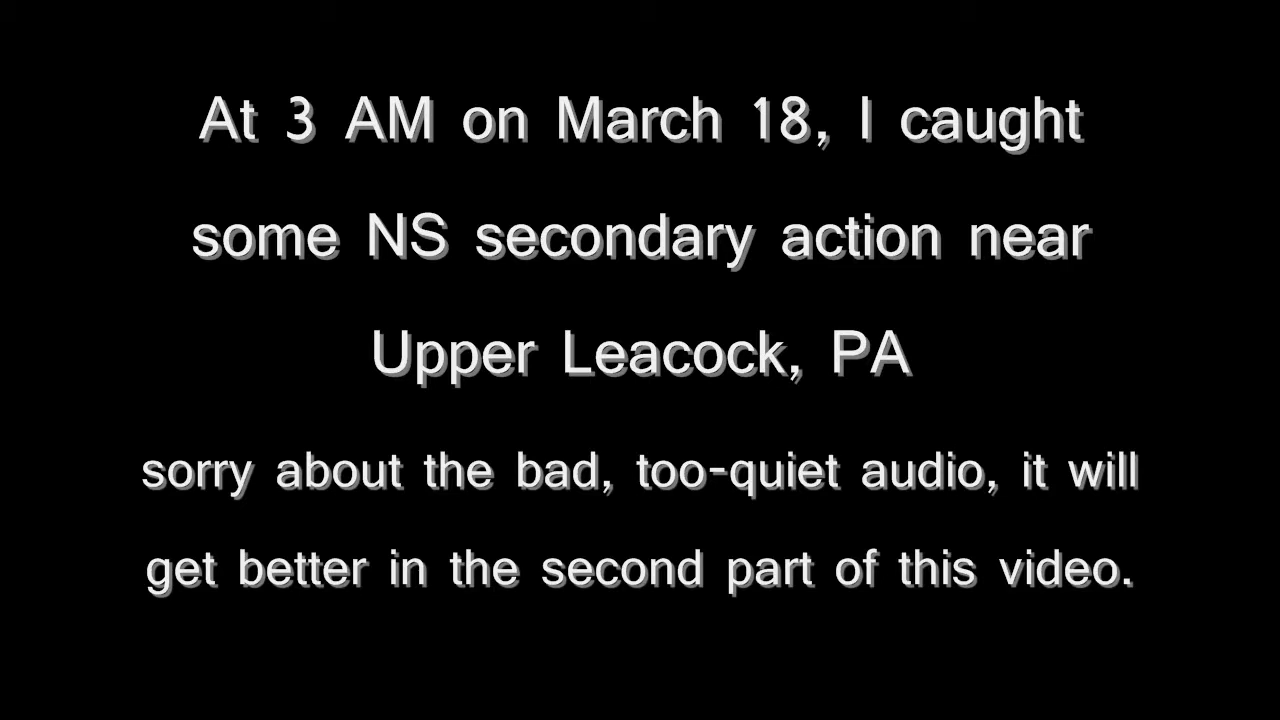 At 3 AM on March 18, I caught
some NS secondary action near
Upper Leacock, PA
sorry about the bad, too-quiet audio, it will
get better in the second part of this video.